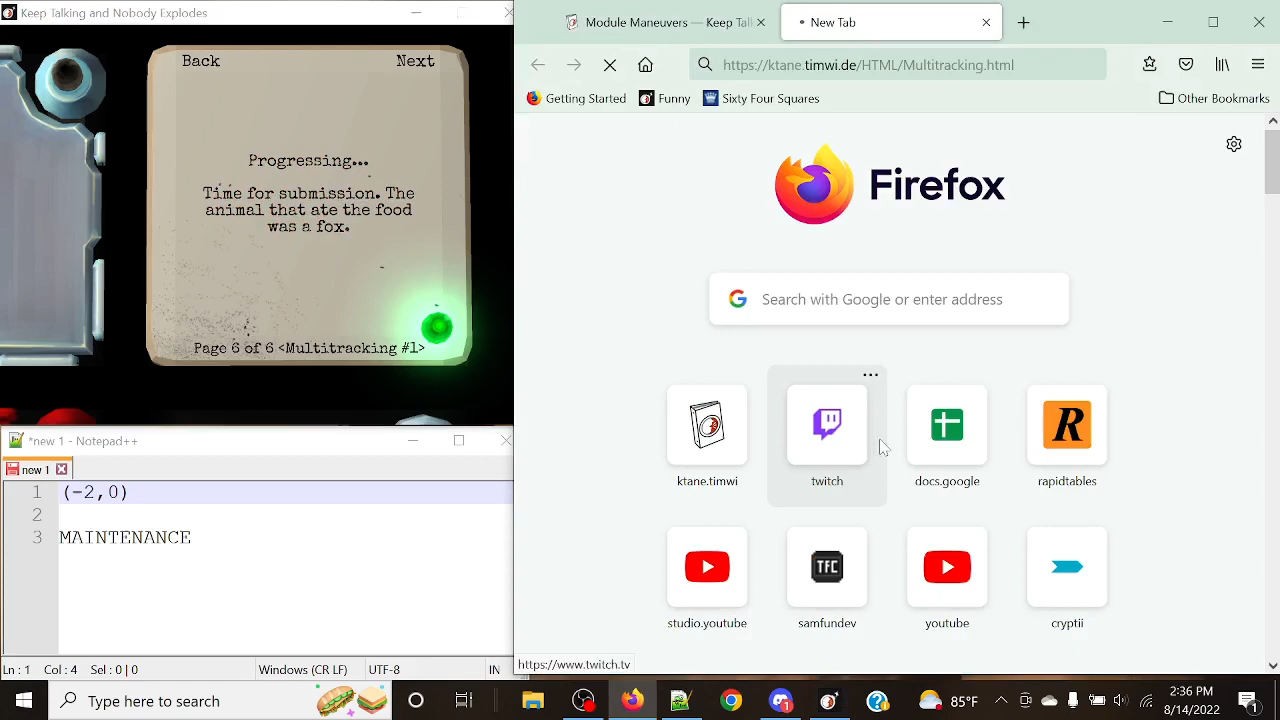 Keep Talking and Nobody Explodes
Back
Next
Progressing...
Time for submission. The
animal that ate the food
was a fox.
Page 6 of 6 <Multitracking #1>
*new 1 - Notepad++
new 1
1 (-2,0)
2
3 MAINTENANCE
Ln : 1 Col : 4 Sel : 0 | 0
Windows (CR LF)
UTF-8
IN
Module Maneuvers — Keep Tal
New Tab
https://ktane.timwi.de/HTML/Multitracking.html
Getting Started
Funny
Sixty Four Squares
Other Bookmarks
Firefox
Search with Google or enter address
ktane.timwi
twitch
docs.google
R
rapidtables
studio.youtube
TFC
samfundev
youtube
cryptii
https://www.twitch.tv
Type here to search
1
85°F
2:36 PM
8/14/2022
1